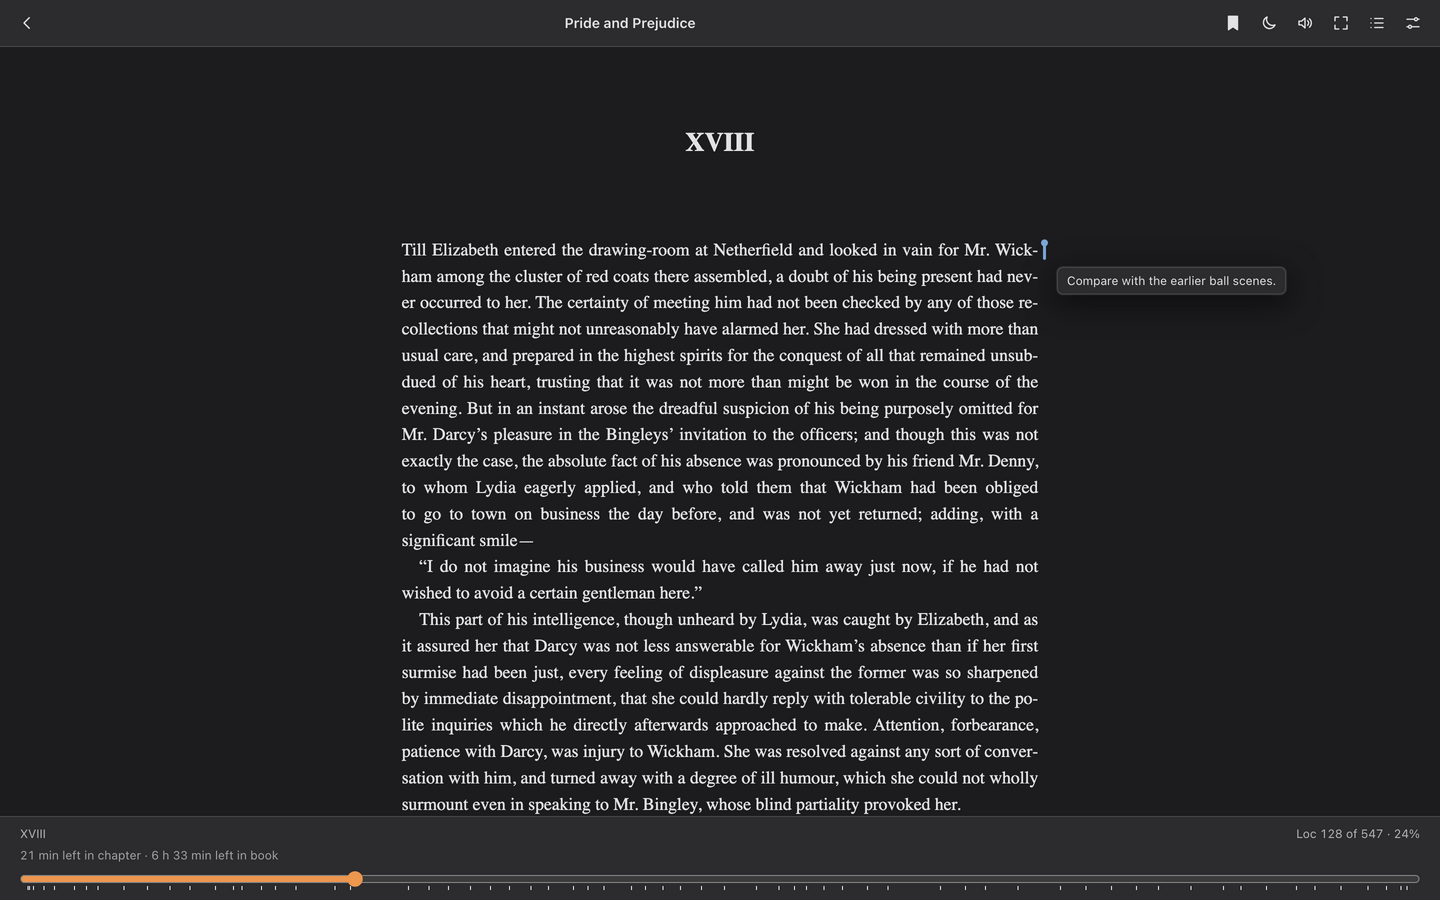 Pride and Prejudice
XVIII
Till Elizabeth entered the drawing-room at Netherfield and looked in vain for Mr. Wick-
ham among the cluster of red coats there assembled, a doubt of his being present had nev-
er occurred to her. The certainty of meeting him had not been checked by any of those re-
collections that might not unreasonably have alarmed her. She had dressed with more than
usual care, and prepared in the highest spirits for the conquest of all that remained unsub-
dued of his heart, trusting that it was not more than might be won in the course of the
evening. But in an instant arose the dreadful suspicion of his being purposely omitted for
Mr. Darcy’s pleasure in the Bingleys’ invitation to the officers; and though this was not
exactly the case, the absolute fact of his absence was pronounced by his friend Mr. Denny,
to whom Lydia eagerly applied, and who told them that Wickham had been obliged
to go to town on business the day before, and was not yet returned; adding, with a
significant smile—
“I do not imagine his business would have called him away just now, if he had not
wished to avoid a certain gentleman here.”
This part of his intelligence, though unheard by Lydia, was caught by Elizabeth, and as
it assured her that Darcy was not less answerable for Wickham’s absence than if her first
surmise had been just, every feeling of displeasure against the former was so sharpened
by immediate disappointment, that she could hardly reply with tolerable civility to the po-
lite inquiries which he directly afterwards approached to make. Attention, forbearance,
patience with Darcy, was injury to Wickham. She was resolved against any sort of conver-
sation with him, and turned away with a degree of ill humour, which she could not wholly
surmount even in speaking to Mr. Bingley, whose blind partiality provoked her.
Compare with the earlier ball scenes.
XVIII
Loc 128 of 547 · 24%
21 min left in chapter · 6 h 33 min left in book